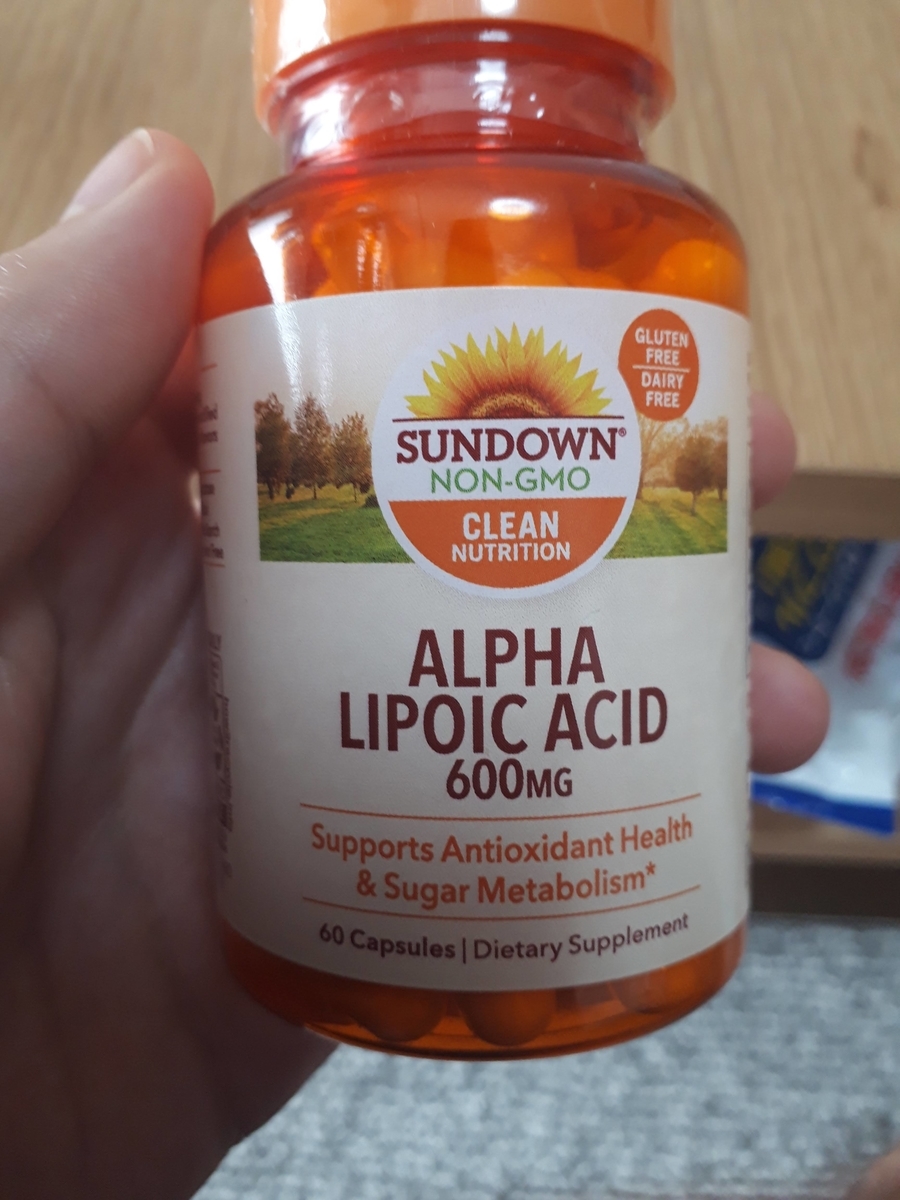 GLUTEN
FREE
DAIRY
FREE
SUNDOWN®
NON-GMO
CLEAN
NUTRITION
ALPHA
LIPOIC ACID
600MG
Supports Antioxidant Health
& Sugar Metabolism*
60 Capsules | Dietary Supplement